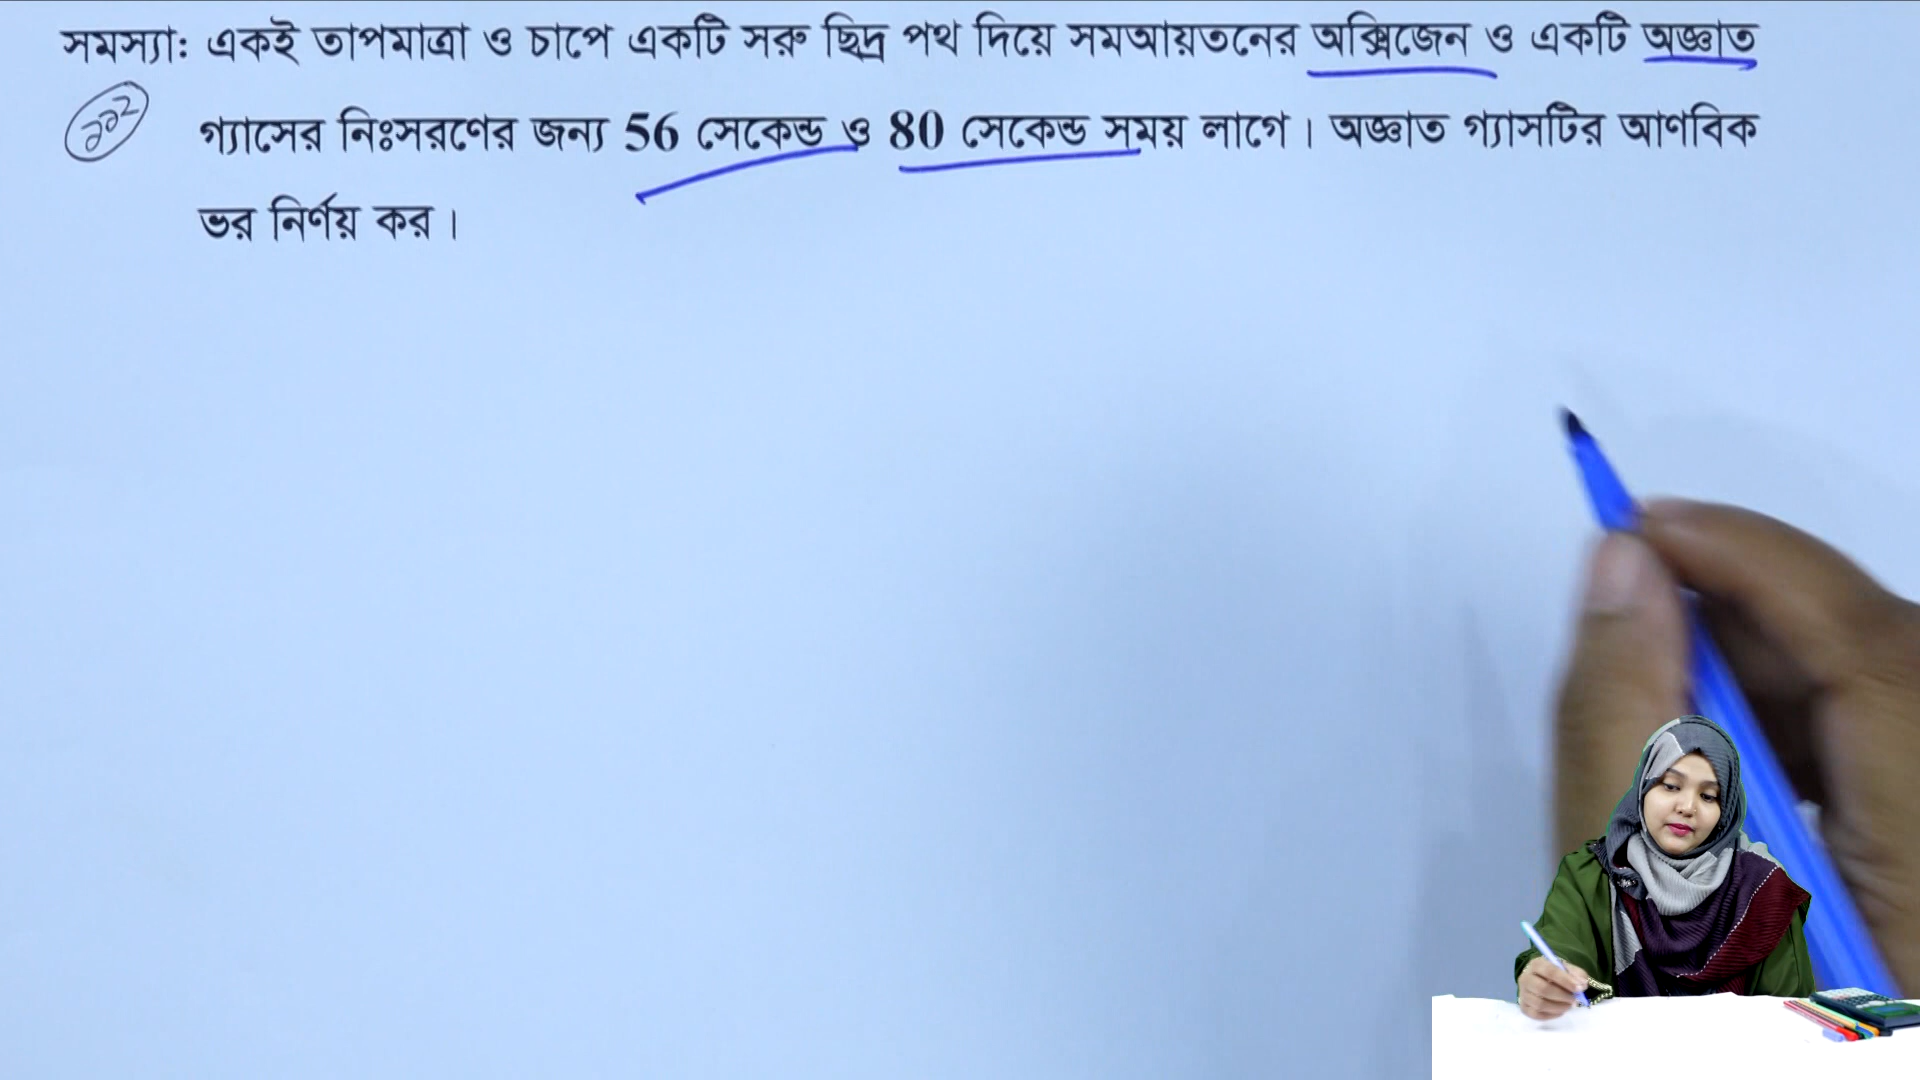 সমস্যা: একই তাপমাত্রা ও চাপে একটি সরু ছিদ্র পথ দিয়ে সমআয়তনের অক্সিজেন ও একটি অজ্ঞাত
গ্যাসের নিঃসরণের জন্য 56 সেকেন্ড ও 80 সেকেন্ড সময় লাগে। অজ্ঞাত গ্যাসটির আণবিক
ভর নির্ণয় কর।